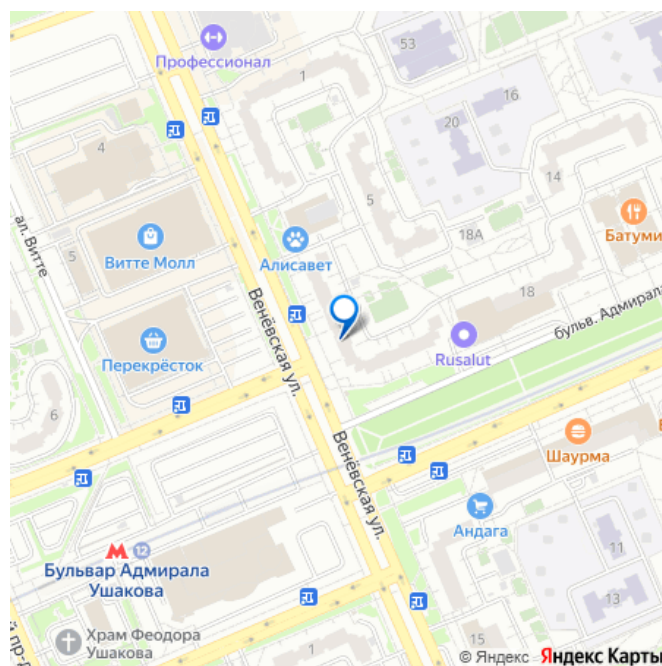 Профессионал
53
16
20
4
14
5
18А
Батуми
ал. Витте
5
Витте Молл
Алисавет
18
бульв. Адмирала
Венёвская ул.
Rusalut
Перекрёсток
6
Шаурма
Венёвская ул.
Андага
12
Бульвар Адмирала
Ушакова
11
13
Храм Феодора
Ушакова
15
© Яндекс Яндекс Карты